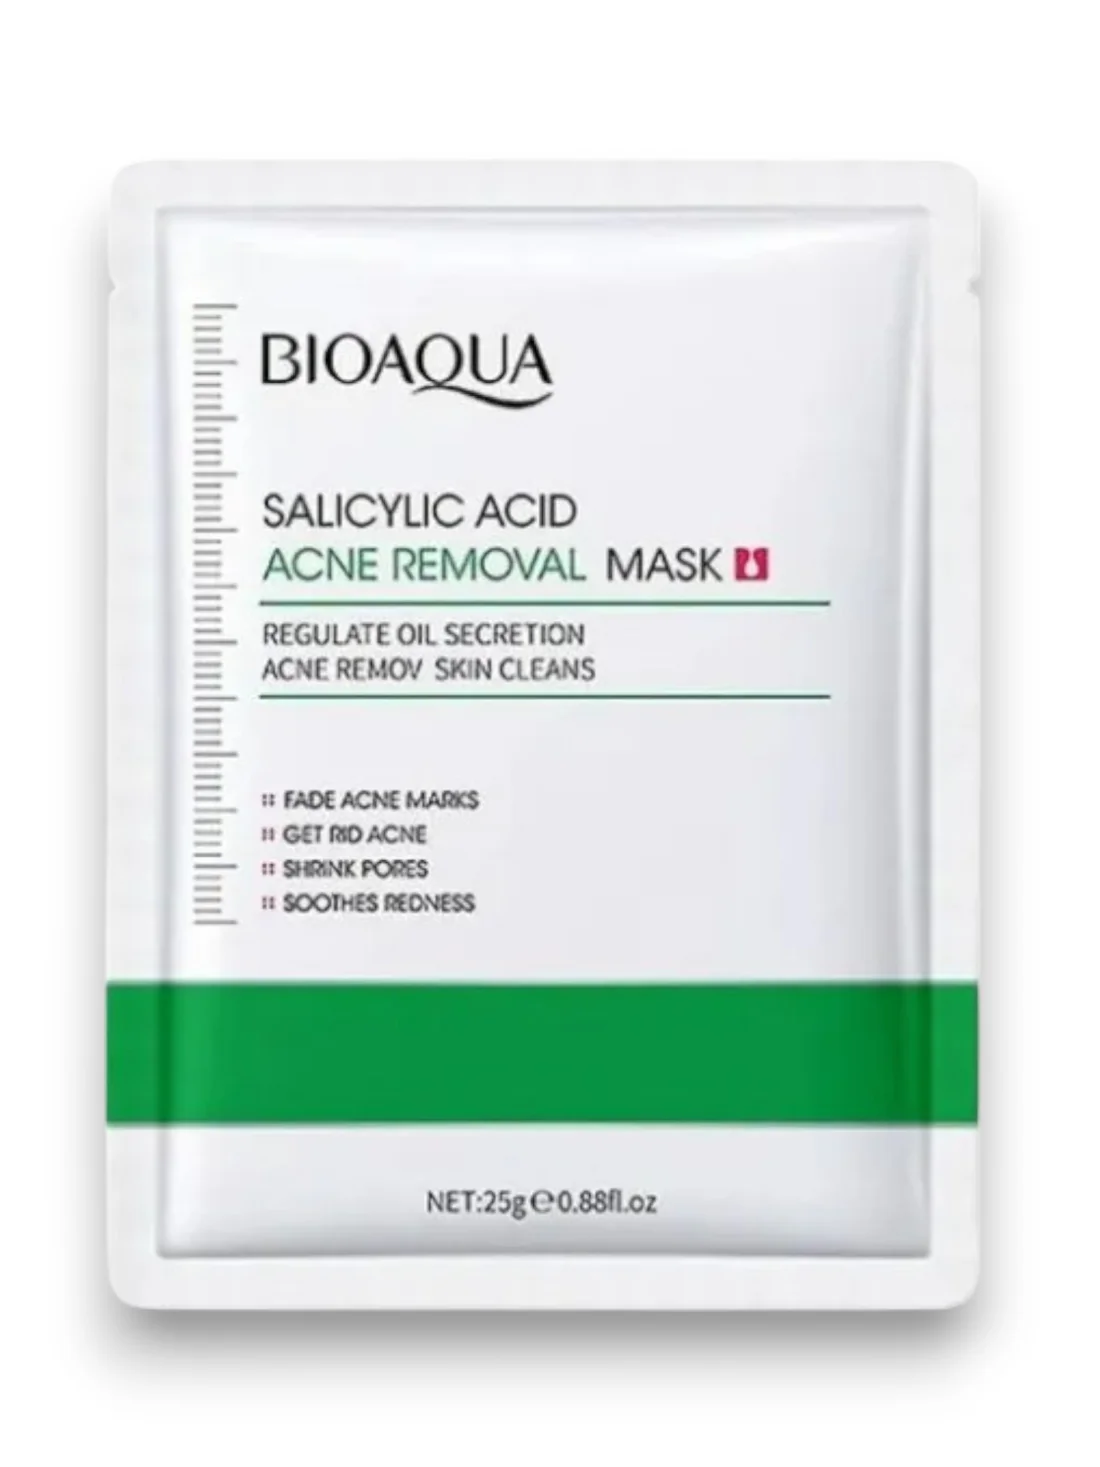 BIOAQUA
SALICYLIC ACID
ACNE REMOVAL MASK
REGULATE OIL SECRETION
ACNE REMOV SKIN CLEANS
FADE ACNE MARKS
GET RID ACNE
SHRINK PORES
SOOTHES REDNESS
NET:25g℮0.88fl.oz